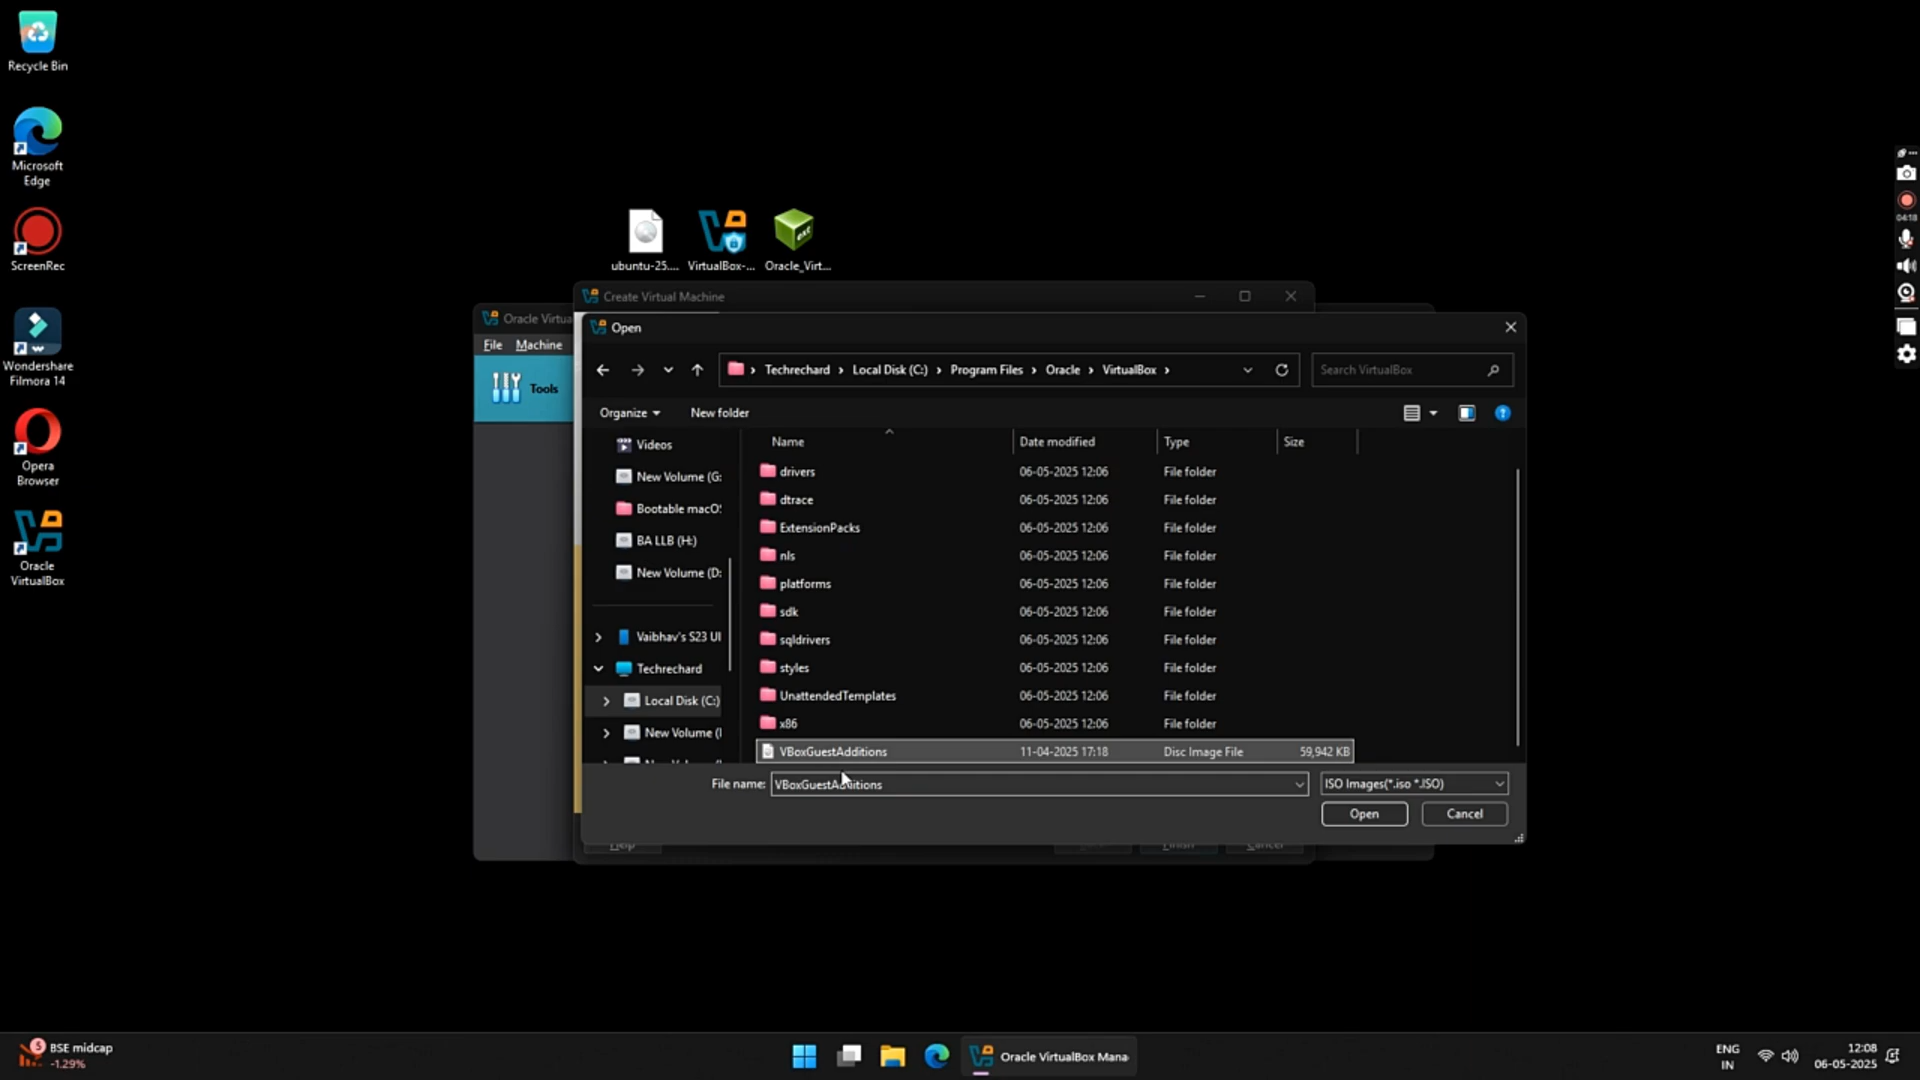 Recycle Bin
Microsoft
Edge
ScreenRec
Wondershare
Filmora 14
Opera
Browser
Oracle
VirtualBox
ubuntu-25....
VirtualBox-...
Oracle_Virt...
Oracle Virtua
File Machine
Tools
Create Virtual Machine
Open
Techrechard > Local Disk (C:) > Program Files > Oracle > VirtualBox >
Search VirtualBox
Organize New folder
Videos
New Volume (G:
Bootable macO
BA LLB (H:)
New Volume (D:
Vaibhav's S23 Ul
Techrechard
Local Disk (C:)
New Volume (
Name Date modified Type Size
drivers 06-05-2025 12:06 File folder
dtrace 06-05-2025 12:06 File folder
ExtensionPacks 06-05-2025 12:06 File folder
nls 06-05-2025 12:06 File folder
platforms 06-05-2025 12:06 File folder
sdk 06-05-2025 12:06 File folder
sqldrivers 06-05-2025 12:06 File folder
styles 06-05-2025 12:06 File folder
UnattendedTemplates 06-05-2025 12:06 File folder
x86 06-05-2025 12:06 File folder
VBoxGuestAdditions 11-04-2025 17:18 Disc Image File 59,942 KB
File name: VBoxGuestAdditions
ISO Images(*.iso *.ISO)
Open Cancel
Help Finish Cancel
04:18
5
BSE midcap
-1.29%
Oracle VirtualBox Mana
ENG
IN
12:08
06-05-2025